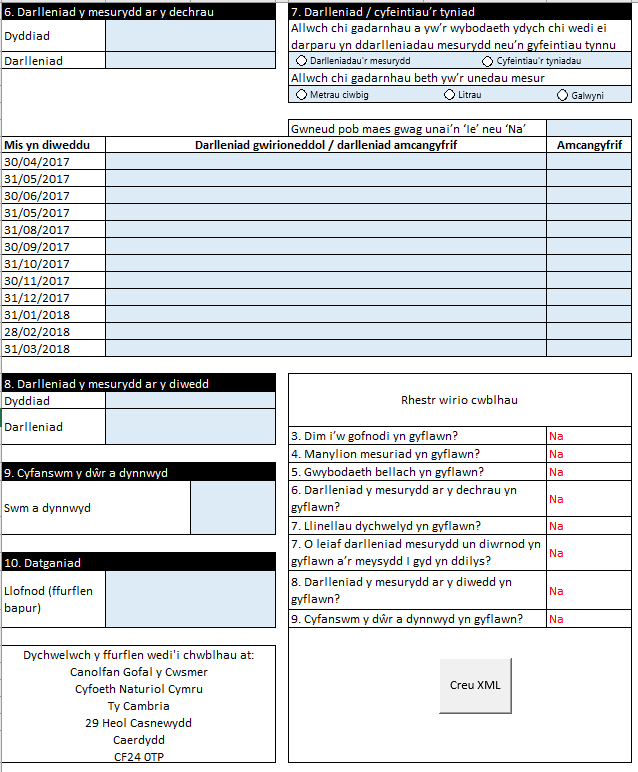 6. Darlleniad y mesurydd ar y dechrau
Dyddiad
Darlleniad
7. Darlleniad / cyfeintiau'r tyniad
Allwch chi gadarnhau a yw'r wybodaeth ydych chi wedi ei
darparu yn ddarlleniadau mesurydd neu'n gyfeintiau tynnu
Darlleniadau'r mesurydd
Cyfeintiau'r tyniadau
Allwch chi gadarnhau beth yw'r unedau mesur
Metrau ciwbig
Litrau
Galwyni
Gwneud pob maes gwag unai'n 'Ie' neu 'Na'
Mis yn diweddu
Darlleniad gwirioneddol / darlleniad amcangyfrif
Amcangyfrif
30/04/2017
31/05/2017
30/06/2017
31/05/2017
31/08/2017
30/09/2017
31/10/2017
30/11/2017
31/12/2017
31/01/2018
28/02/2018
31/03/2018
8. Darlleniad y mesurydd ar y diwedd
Dyddiad
Darlleniad
9. Cyfanswm y dŵr a dynnwyd
Swm a dynnwyd
10. Datganiad
Llofnod (ffurflen
bapur)
Dychwelwch y ffurflen wedi'i chwblhau at:
Canolfan Gofal y Cwsmer
Cyfoeth Naturiol Cymru
Ty Cambria
29 Heol Casnewydd
Caerdydd
CF24 0TP
Rhestr wirio cwblhau
3. Dim i'w gofnodi yn gyflawn?
Na
4. Manylion mesuriad yn gyflawn?
Na
5. Gwybodaeth bellach yn gyflawn?
Na
6. Darlleniad y mesurydd ar y dechrau yn
gyflawn?
Na
7. Llinellau dychwelyd yn gyflawn?
Na
7. O leiaf darlleniad mesurydd un diwrnod yn
gyflawn a'r meysydd I gyd yn ddilys?
Na
8. Darlleniad y mesurydd ar y diwedd yn
gyflawn?
Na
9. Cyfanswm y dŵr a dynnwyd yn gyflawn?
Na
Creu XML